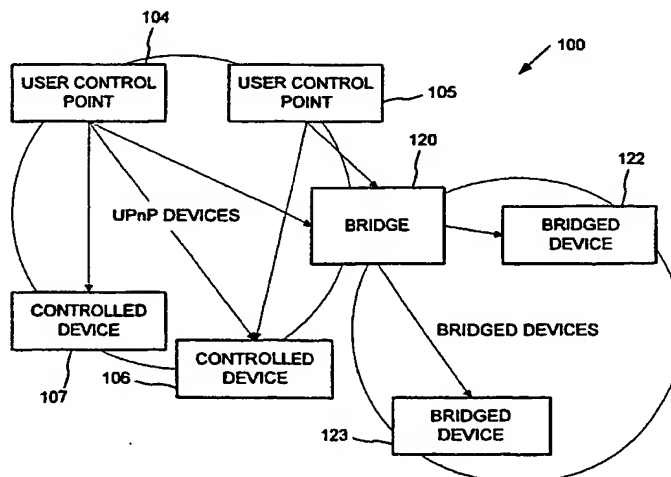 104
USER CONTROL
POINT
USER CONTROL
POINT
105
100
120
122
BRIDGE
BRIDGED
DEVICE
UPnP DEVICES
CONTROLLED
DEVICE
107
CONTROLLED
DEVICE
106
BRIDGED DEVICES
BRIDGED
DEVICE
123